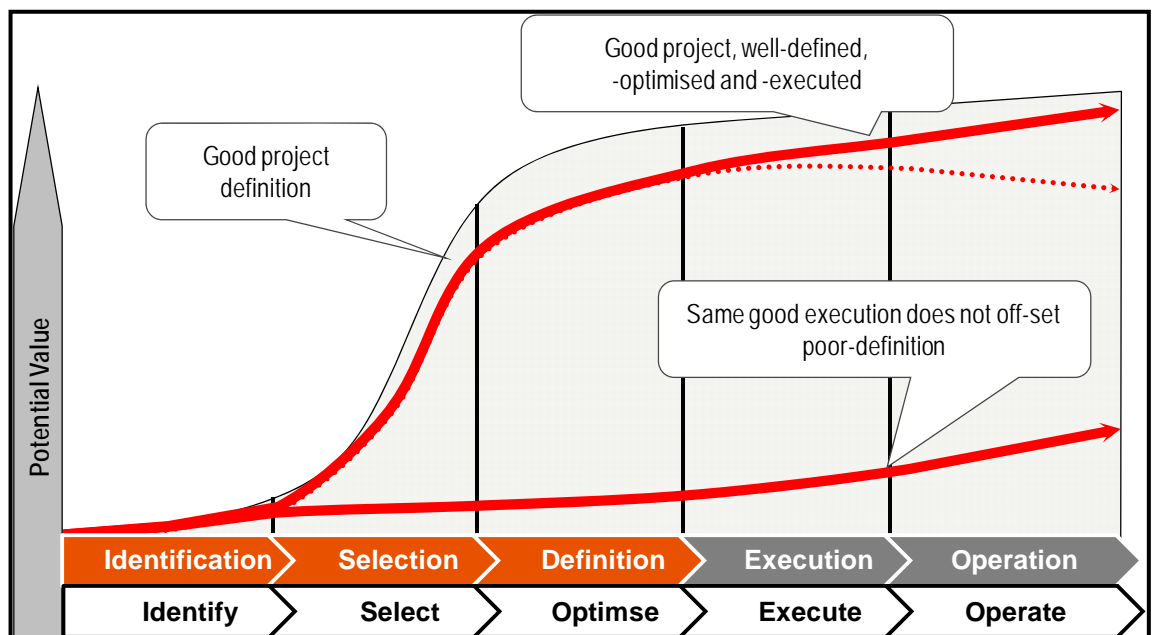 Good project, well-defined,
-optimised and -executed
Good project
definition
Same good execution does not off-set
poor-definition
Potential Value
Identification
Selection
Definition
Execution
Operation
Identify
Select
Optimse
Execute
Operate